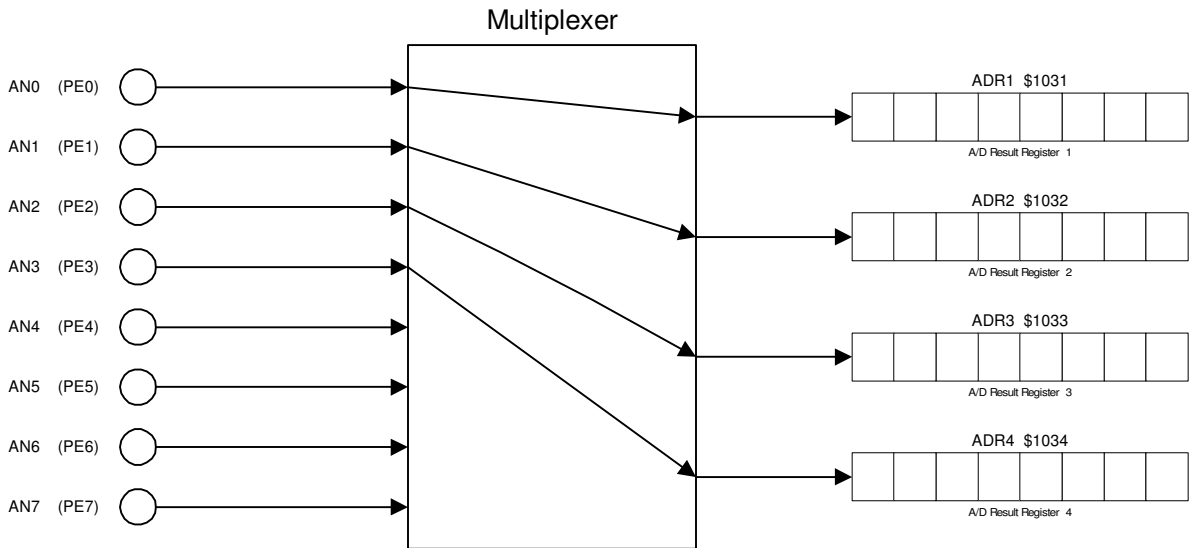 Multiplexer
AN0 (PE0)
AN1 (PE1)
AN2 (PE2)
AN3 (PE3)
AN4 (PE4)
AN5 (PE5)
AN6 (PE6)
AN7 (PE7)
ADR1 $1031
A/D Result Register 1
ADR2 $1032
A/D Result Register 2
ADR3 $1033
A/D Result Register 3
ADR4 $1034
A/D Result Register 4